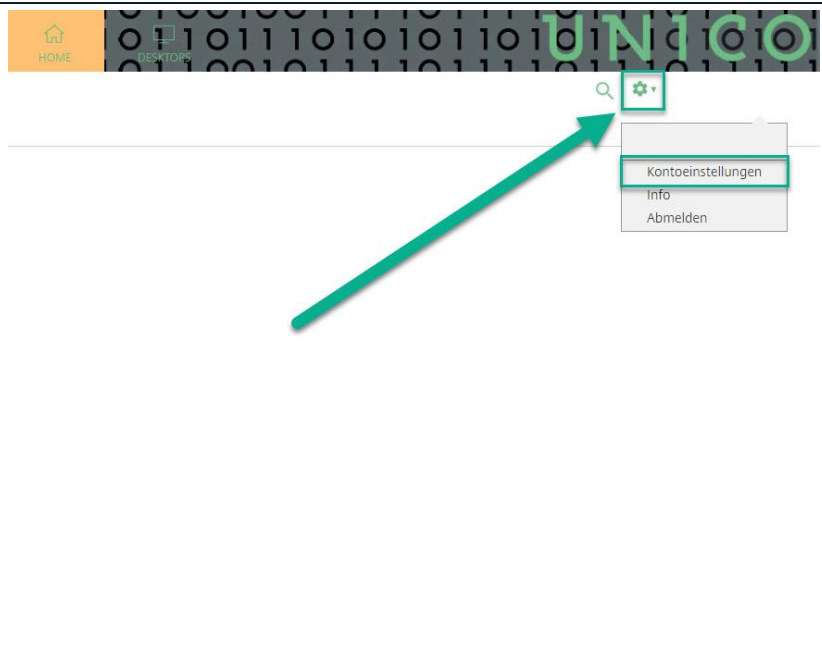 UNICO
HOME
DESKTOPS
Kontoeinstellungen
Info
Abmelden